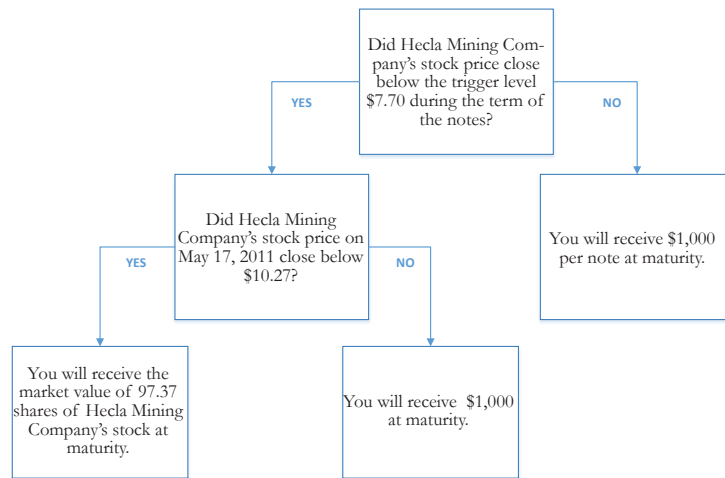 Did Hecla Mining Com-
pany's stock price close
below the trigger level
$7.70 during the term of
the notes?
YES
NO
Did Hecla Mining
Company's stock price on
May 17, 2011 close below
$10.27?
You will receive $1,000
per note at maturity.
YES
NO
You will receive the
market value of 97.37
shares of Hecla Mining
Company's stock at
maturity.
You will receive $1,000
at maturity.